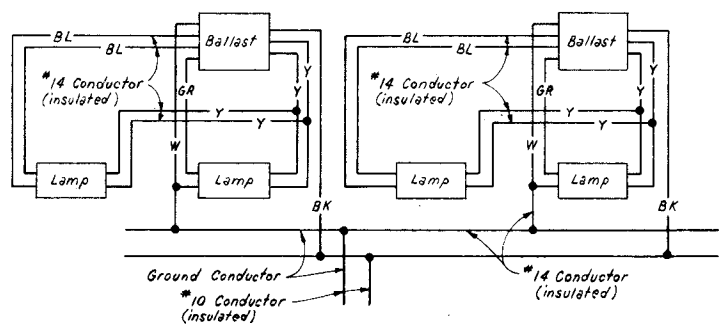 BL
BL
Ballast
Y
Y
#14 Conductor
(insulated)
GR
Y
Y
W
Lamp
Lamp
BK
BL
BL
Ballast
Y
Y
#14 Conductor
(insulated)
GR
Y
Y
W
Lamp
Lamp
BK
Ground Conductor
#10 Conductor
(insulated)
#14 Conductor
(insulated)